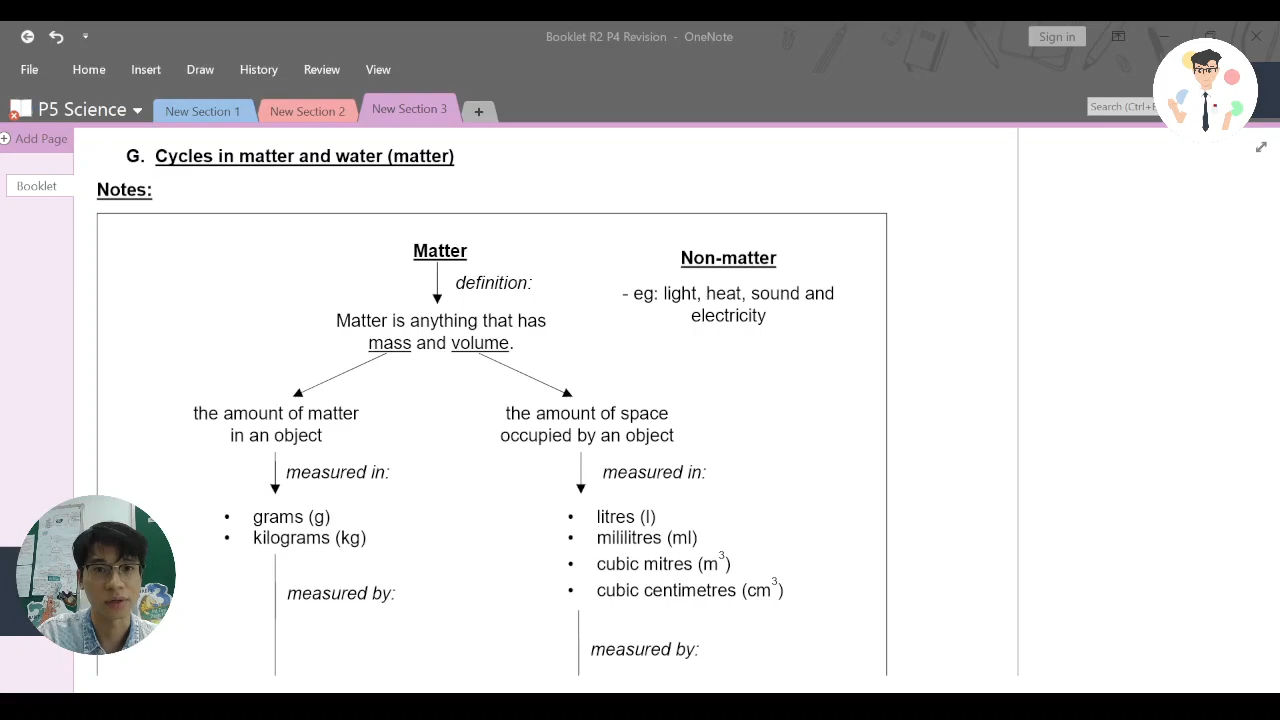 Booklet R2 P4 Revision - OneNote
Sign in
File Home Insert Draw History Review View
P5 Science New Section 1 New Section 2 New Section 3 +
Search (Ctrl+E
Add Page
Booklet
G. Cycles in matter and water (matter)
Notes:
Matter
Non-matter
definition:
- eg: light, heat, sound and
electricity
Matter is anything that has
mass and volume.
the amount of matter
in an object
the amount of space
occupied by an object
measured in:
measured in:
• grams (g)
• kilograms (kg)
• litres (l)
• mililitres (ml)
• cubic mitres (m³)
• cubic centimetres (cm³)
measured by:
measured by: